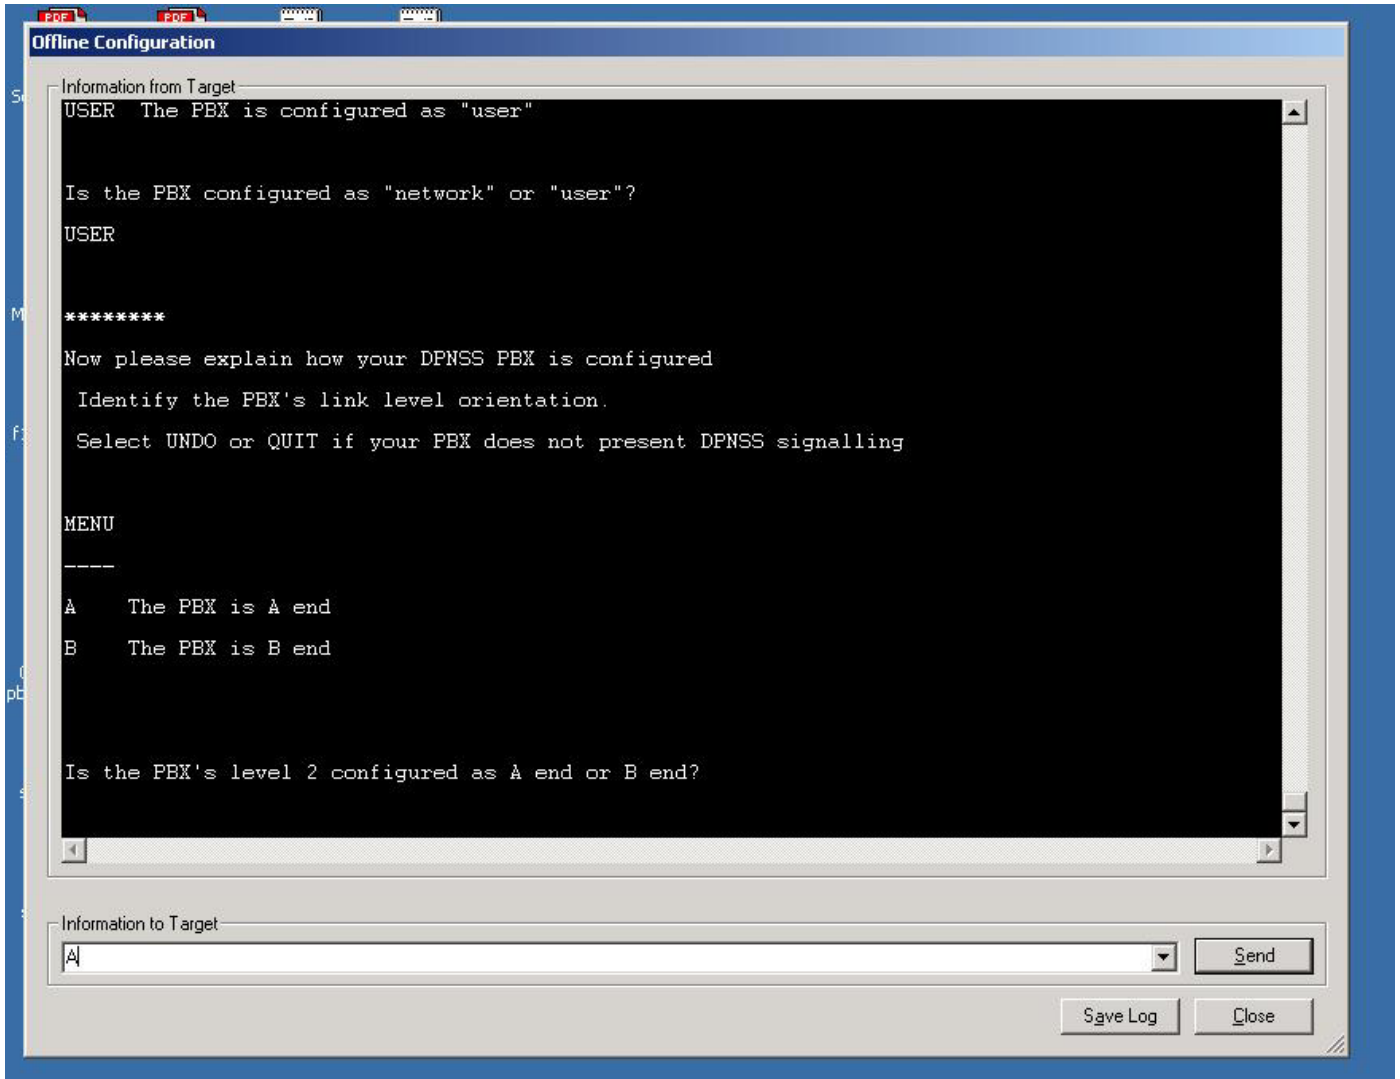 PDF PDF
Offline Configuration
Information from Target
USER The PBX is configured as "user"
Is the PBX configured as "network" or "user"?
USER
********
Now please explain how your DPNSS PBX is configured
Identify the PBX's link level orientation.
Select UNDO or QUIT if your PBX does not present DPNSS signalling
MENU
----
A The PBX is A end
B The PBX is B end
Is the PBX's level 2 configured as A end or B end?
Information to Target
A
Send
Save Log
Close